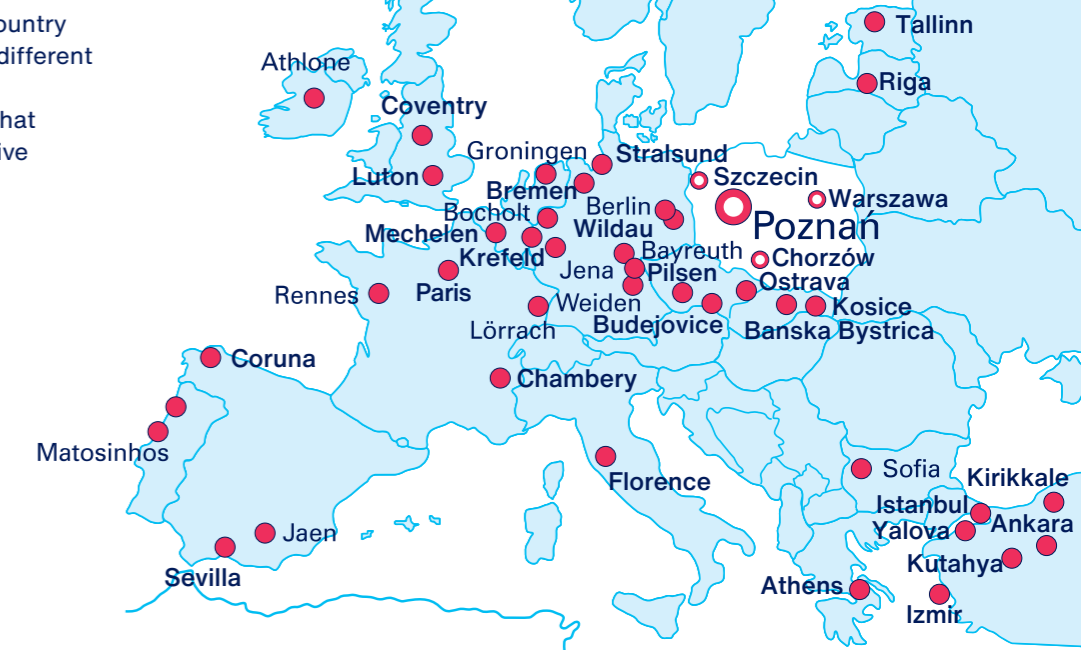 ountry
different
hat
ive
Tallinn
Athlone
Riga
Coventry
Groningen
Stralsund
Luton
Bremen
Szczecin
Warszawa
Bocholt
Berlin
Mechelen
Wildau
Poznań
Krefeld
Bayreuth
Chorzów
Jena
Pilsen
Ostrava
Rennes
Paris
Weiden
Kosice
Lörrach
Budejovice
Banska Bystrica
Coruna
Chambery
Matosinhos
Sofia
Kirikkale
Florence
Istanbul
Ankara
Yalova
Jaen
Kutahya
Sevilla
Athens
Izmir